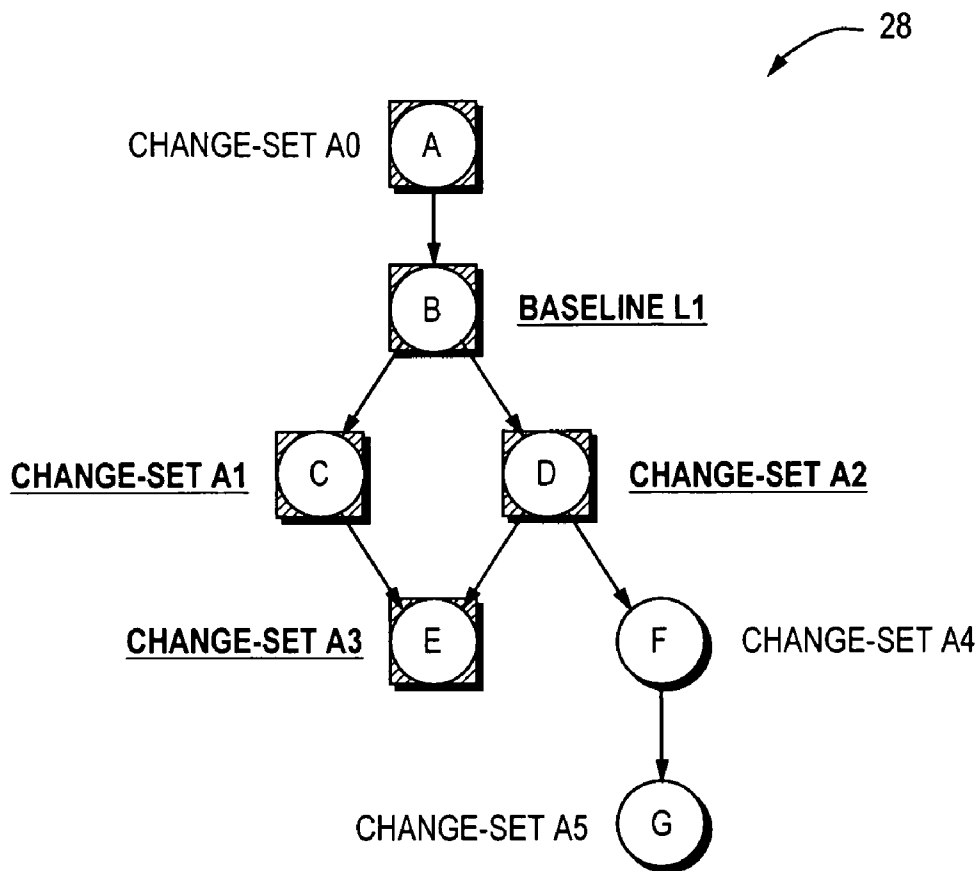 28
CHANGE-SET A0
A
B
BASELINE L1
CHANGE-SET A1
C
D
CHANGE-SET A2
CHANGE-SET A3
E
F
CHANGE-SET A4
CHANGE-SET A5
G